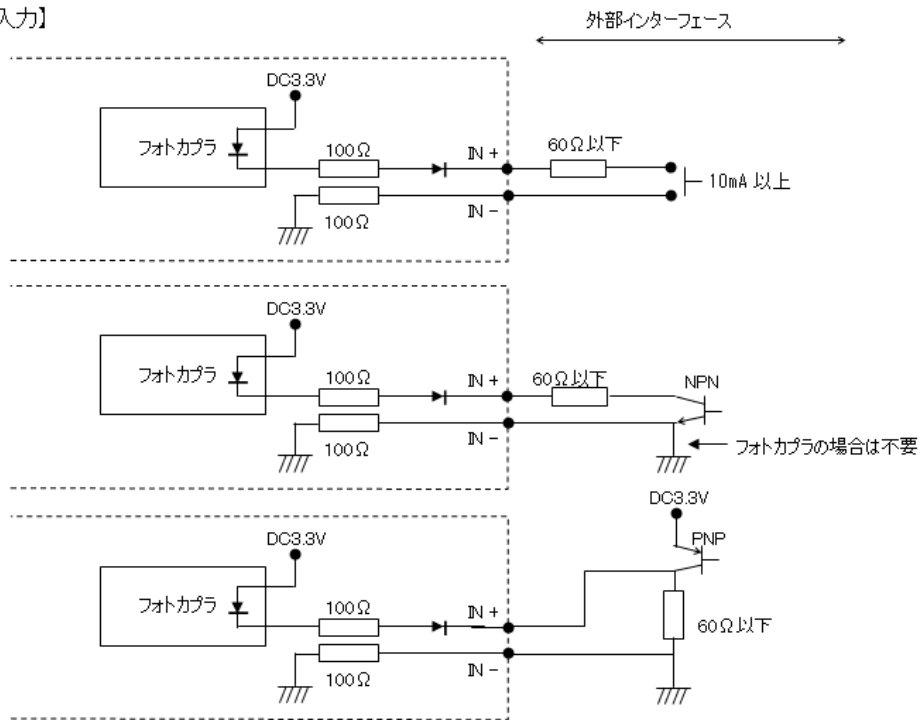 入力】
外部インターフェース
DC3.3V
フォトカプラ
100Ω
IN +
60Ω以下
10mA 以上
100Ω
IN -
DC3.3V
フォトカプラ
100Ω
IN +
60Ω以下
NPN
100Ω
IN -
フォトカプラの場合は不要
DC3.3V
DC3.3V
PNP
フォトカプラ
100Ω
IN +
60Ω以下
100Ω
IN -